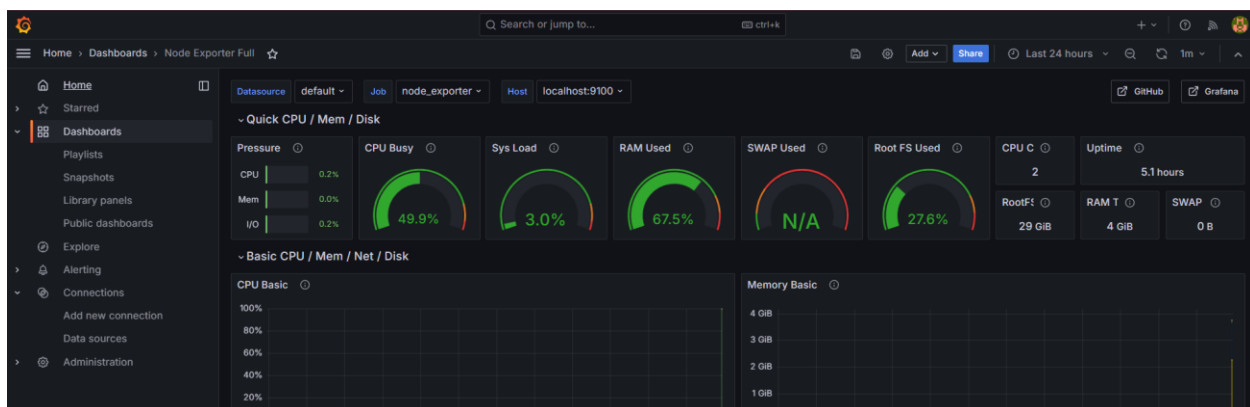 Search or jump to...
ctrl+k
Home › Dashboards › Node Exporter Full
Add
Share
Last 24 hours
1m
Home
Starred
Dashboards
Playlists
Snapshots
Library panels
Public dashboards
Explore
Alerting
Connections
Add new connection
Data sources
Administration
Datasource default
Job node_exporter
Host localhost:9100
GitHub
Grafana
Quick CPU / Mem / Disk
Pressure
CPU 0.2%
Mem 0.0%
I/O 0.2%
CPU Busy
49.9%
Sys Load
3.0%
RAM Used
67.5%
SWAP Used
N/A
Root FS Used
27.6%
CPU C
2
Uptime
5.1 hours
RootFS
29 GiB
RAM T
4 GiB
SWAP
0 B
Basic CPU / Mem / Net / Disk
CPU Basic
100%
80%
60%
40%
20%
Memory Basic
4 GiB
3 GiB
2 GiB
1 GiB